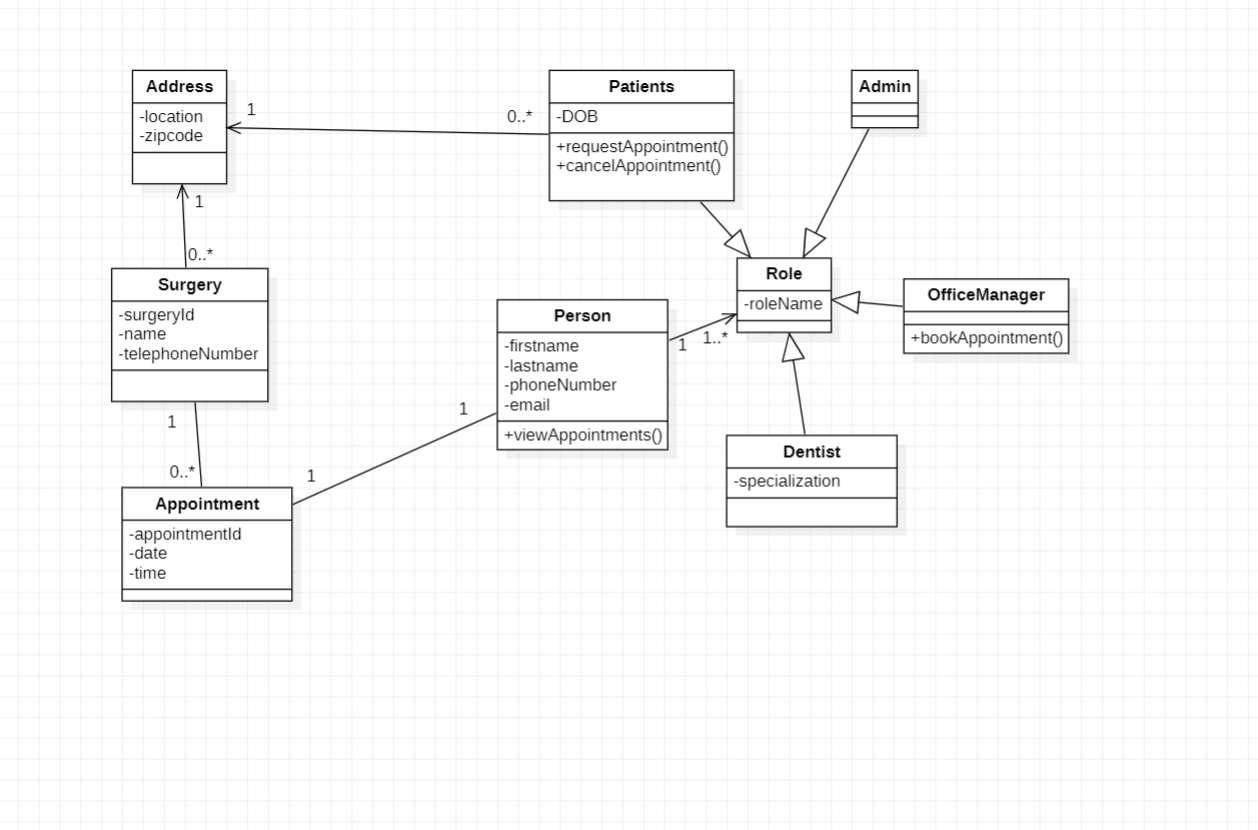 Address
-location
-zipcode
1
0..*
Patients
-DOB
+requestAppointment()
+cancelAppointment()
Admin
1
0..*
Surgery
-surgeryId
-name
-telephoneNumber
Role
-roleName
OfficeManager
+bookAppointment()
Person
-firstname
-lastname
-phoneNumber
-email
+viewAppointments()
1
1..*
1
0..*
1
1
Appointment
-appointmentId
-date
-time
Dentist
-specialization